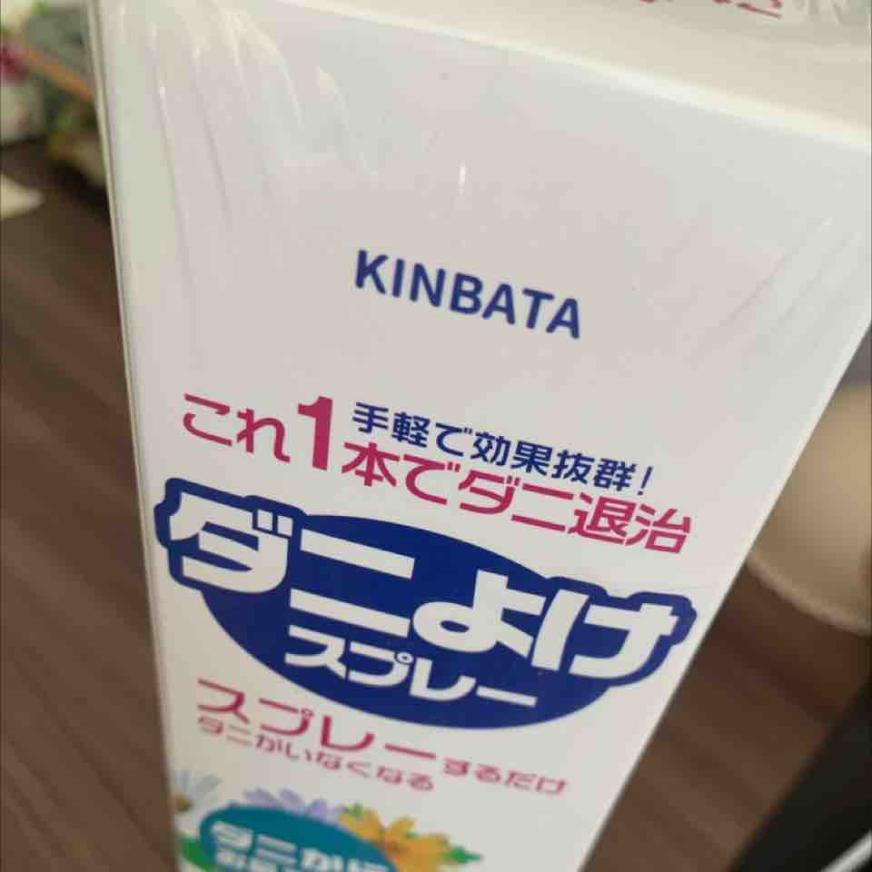 KINBATA
手軽で効果抜群!
これ1本でダニ退治
ダニよけ
スプレー
スプレーするだけ
ダニがいなくなる